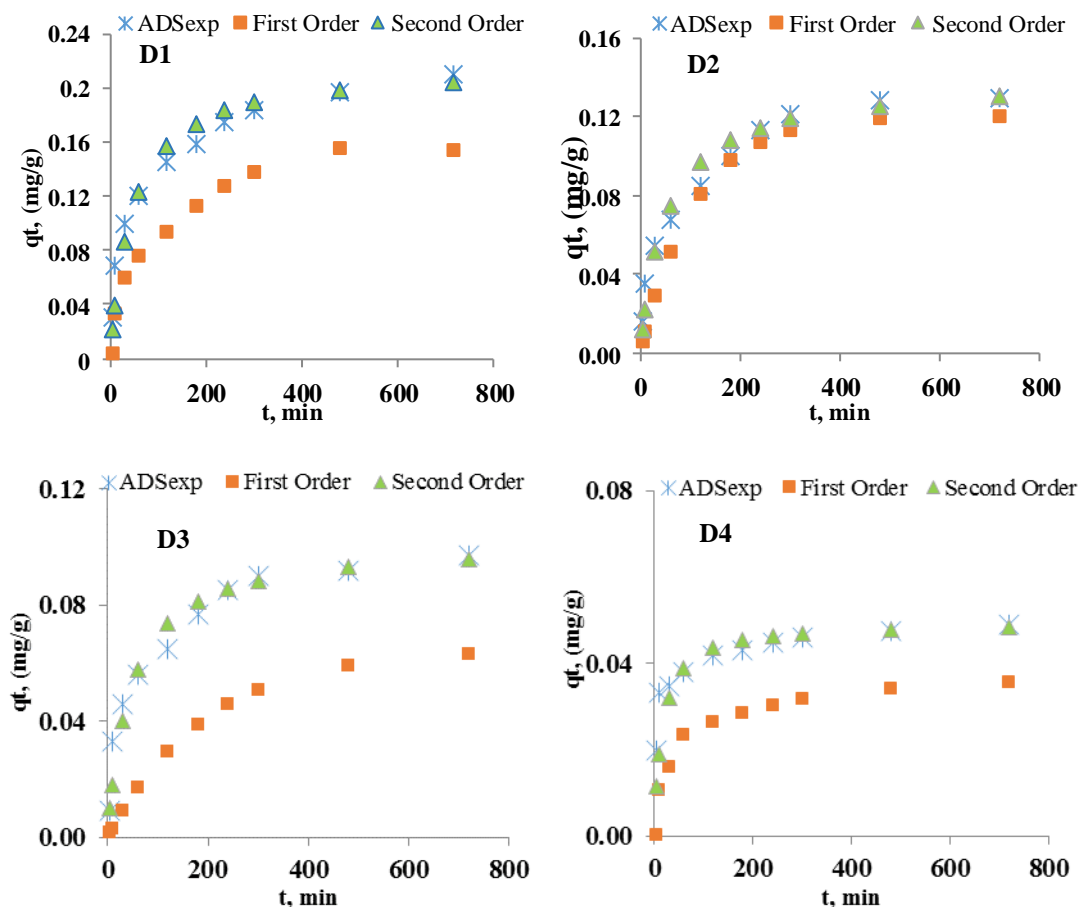 ADSexp First Order Second Order
D1
0.24
0.2
0.16
0.12
0.08
0.04
0
qt, (mg/g)
0 200 400 600 800
t, min
ADSexp First Order Second Order
D2
0.16
0.12
0.08
0.04
0.00
qt, (mg/g)
0 200 400 600 800
t, min
ADSexp First Order Second Order
D3
0.12
0.08
0.04
0.00
qt, (mg/g)
0 200 400 600 800
t, min
ADSexp First Order Second Order
D4
0.08
0.04
0.00
qt, (mg/g)
0 200 400 600 800
t, min